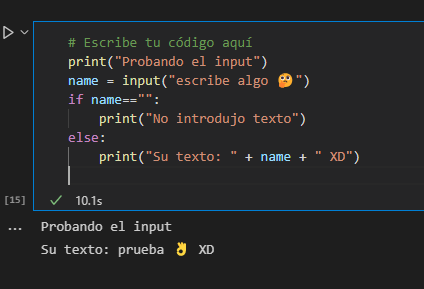 # Escribe tu código aquí
print("Probando el input")
name = input("escribe algo 🤔")
if name=="":
    print("No introdujo texto")
else:
    print("Su texto: " + name + " XD")
[15]
10.1s
... Probando el input
Su texto: prueba 👌 XD